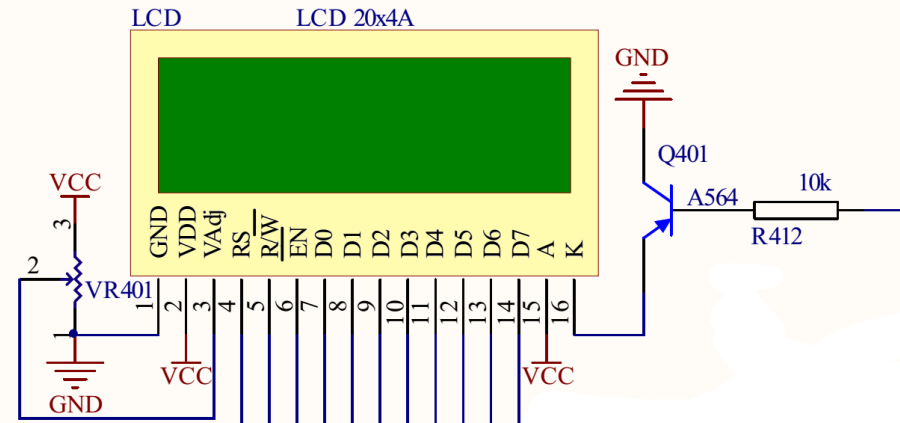 LCD
LCD 20x4A
GND
Q401
A564
10k
R412
VCC
3
2
VR401
1
GND
GND
VDD
VAdj
RS
R/W
EN
D0
D1
D2
D3
D4
D5
D6
D7
A
K
1
2
3
4
5
6
7
8
9
10
11
12
13
14
15
16
VCC
VCC